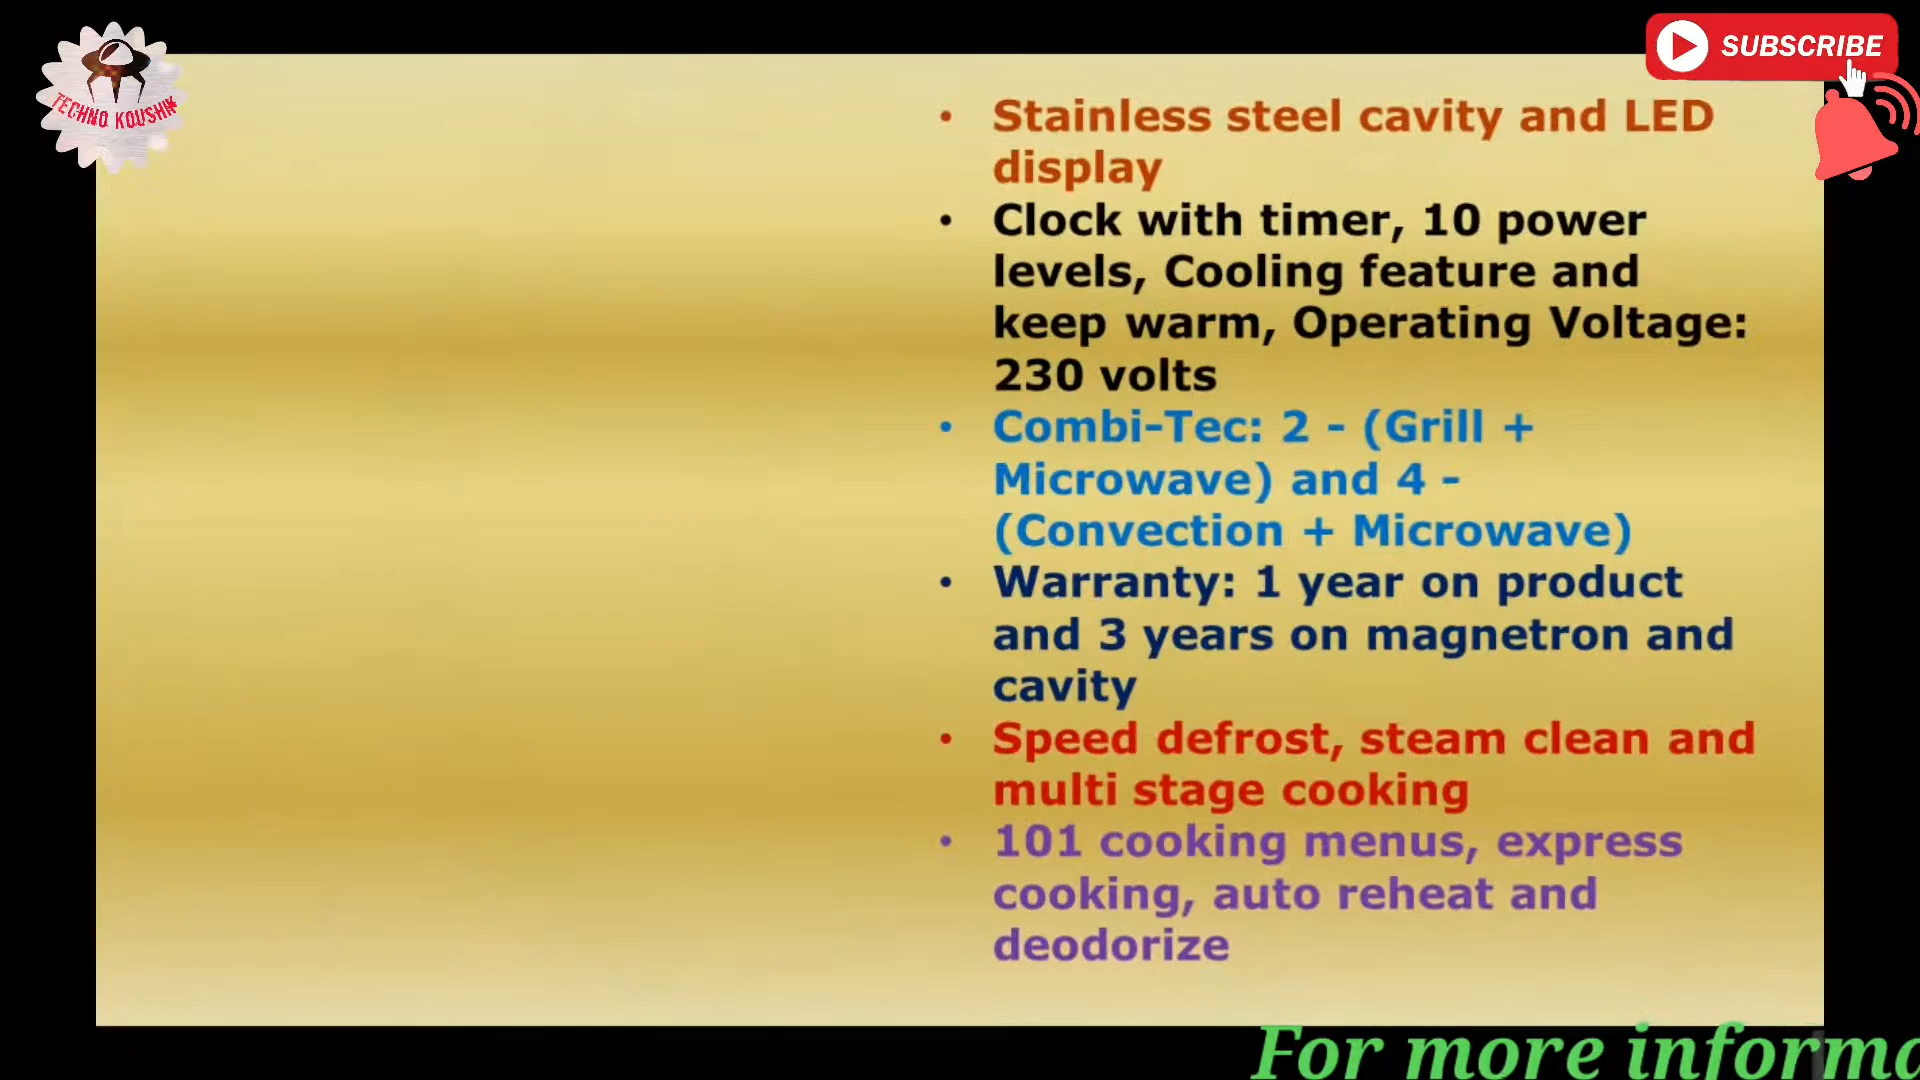 TECHNO KOUSHIK
SUBSCRIBE
• Stainless steel cavity and LED
display
• Clock with timer, 10 power
levels, Cooling feature and
keep warm, Operating Voltage:
230 volts
• Combi-Tec: 2 - (Grill +
Microwave) and 4 -
(Convection + Microwave)
• Warranty: 1 year on product
and 3 years on magnetron and
cavity
• Speed defrost, steam clean and
multi stage cooking
• 101 cooking menus, express
cooking, auto reheat and
deodorize
For more informa